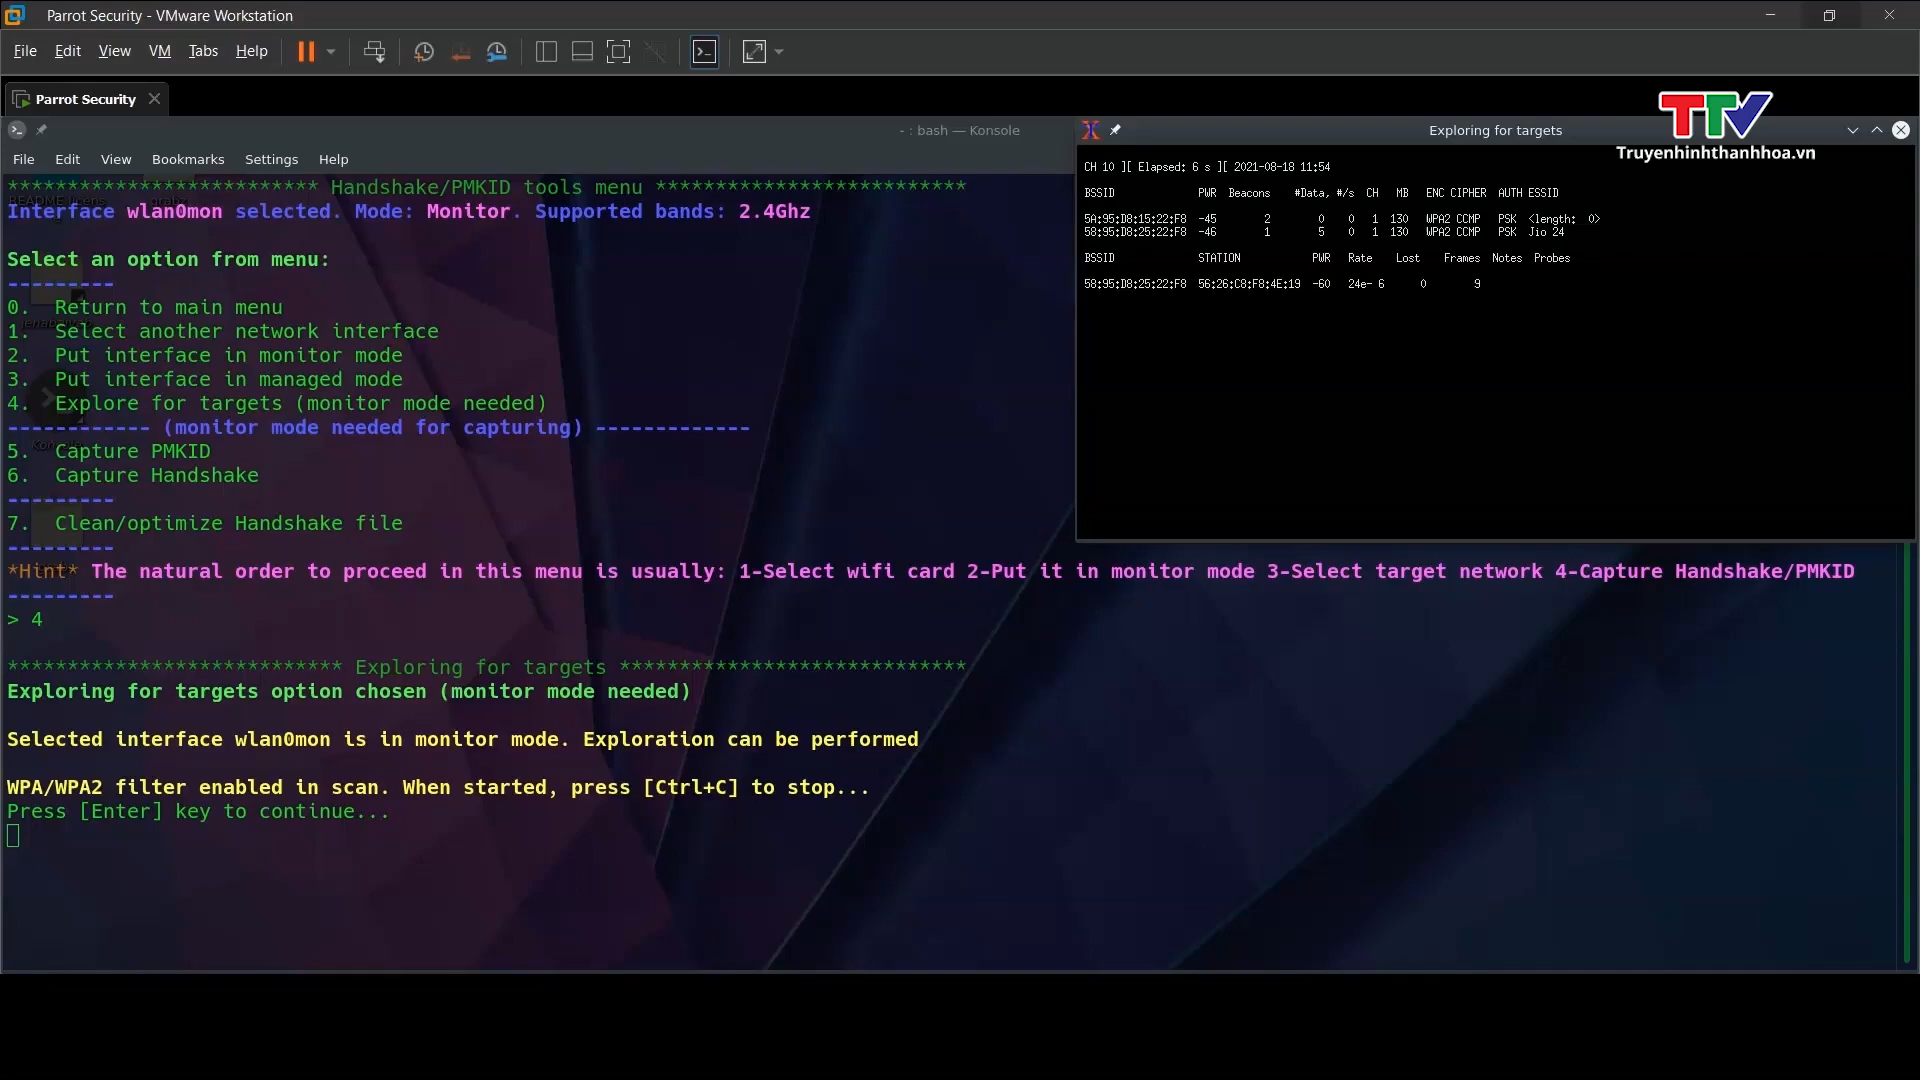 Parrot Security - VMware Workstation
File Edit View VM Tabs Help
Parrot Security
TTV
Truyenhinhthanhhoa.vn
- : bash — Konsole
File Edit View Bookmarks Settings Help
************************** Handshake/PMKID tools menu **************************
Interface wlan0mon selected. Mode: Monitor. Supported bands: 2.4Ghz
Select an option from menu:
---------
0. Return to main menu
1. Select another network interface
2. Put interface in monitor mode
3. Put interface in managed mode
4. Explore for targets (monitor mode needed)
------------ (monitor mode needed for capturing) -------------
5. Capture PMKID
6. Capture Handshake
---------
7. Clean/optimize Handshake file
---------
*Hint* The natural order to proceed in this menu is usually: 1-Select wifi card 2-Put it in monitor mode 3-Select target network 4-Capture Handshake/PMKID
---------
> 4
**************************** Exploring for targets *****************************
Exploring for targets option chosen (monitor mode needed)
Selected interface wlan0mon is in monitor mode. Exploration can be performed
WPA/WPA2 filter enabled in scan. When started, press [Ctrl+C] to stop...
Press [Enter] key to continue...
Exploring for targets
CH 10 ][ Elapsed: 6 s ][ 2021-08-18 11:54
BSSID PWR Beacons #Data, #/s CH MB ENC CIPHER AUTH ESSID
5A:95:D8:15:22:F8 -45 2 0 0 1 130 WPA2 CCMP PSK <length: 0>
58:95:D8:25:22:F8 -46 1 5 0 1 130 WPA2 CCMP PSK Jio 24
BSSID STATION PWR Rate Lost Frames Notes Probes
58:95:D8:25:22:F8 56:26:C8:F8:4E:19 -60 24e- 6 0 9